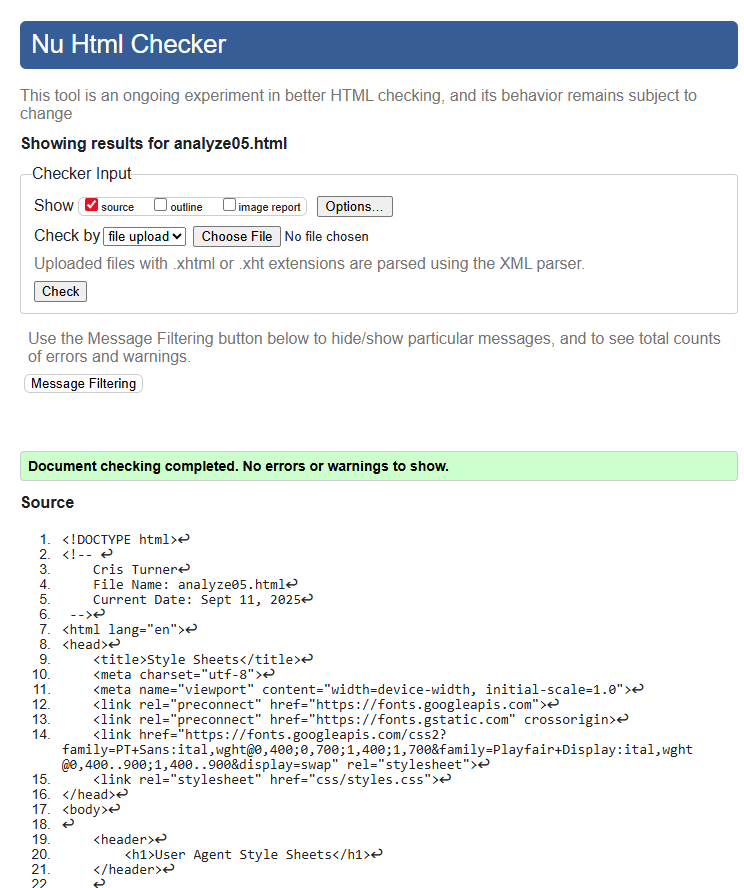 Nu Html Checker
This tool is an ongoing experiment in better HTML checking, and its behavior remains subject to
change
Showing results for analyze05.html
Checker Input
Show source outline image report Options...
Check by file upload Choose File No file chosen
Uploaded files with .xhtml or .xht extensions are parsed using the XML parser.
Check
Use the Message Filtering button below to hide/show particular messages, and to see total counts
of errors and warnings.
Message Filtering
Document checking completed. No errors or warnings to show.
Source
1. <!DOCTYPE html>↩
2. <!-- ↩
3.     Cris Turner↩
4.     File Name: analyze05.html↩
5.     Current Date: Sept 11, 2025↩
6.  -->↩
7. <html lang="en">↩
8. <head>↩
9.     <title>Style Sheets</title>↩
10.     <meta charset="utf-8">↩
11.     <meta name="viewport" content="width=device-width, initial-scale=1.0">↩
12.     <link rel="preconnect" href="https://fonts.googleapis.com">↩
13.     <link rel="preconnect" href="https://fonts.gstatic.com" crossorigin>↩
14.     <link href="https://fonts.googleapis.com/css2?
family=PT+Sans:ital,wght@0,400;0,700;1,400;1,700&family=Playfair+Display:ital,wght
@0,400..900;1,400..900&display=swap" rel="stylesheet">↩
15.     <link rel="stylesheet" href="css/styles.css">↩
16. </head>↩
17. <body>↩
18. ↩
19.     <header>↩
20.         <h1>User Agent Style Sheets</h1>↩
21.     </header>↩
22.     ↩